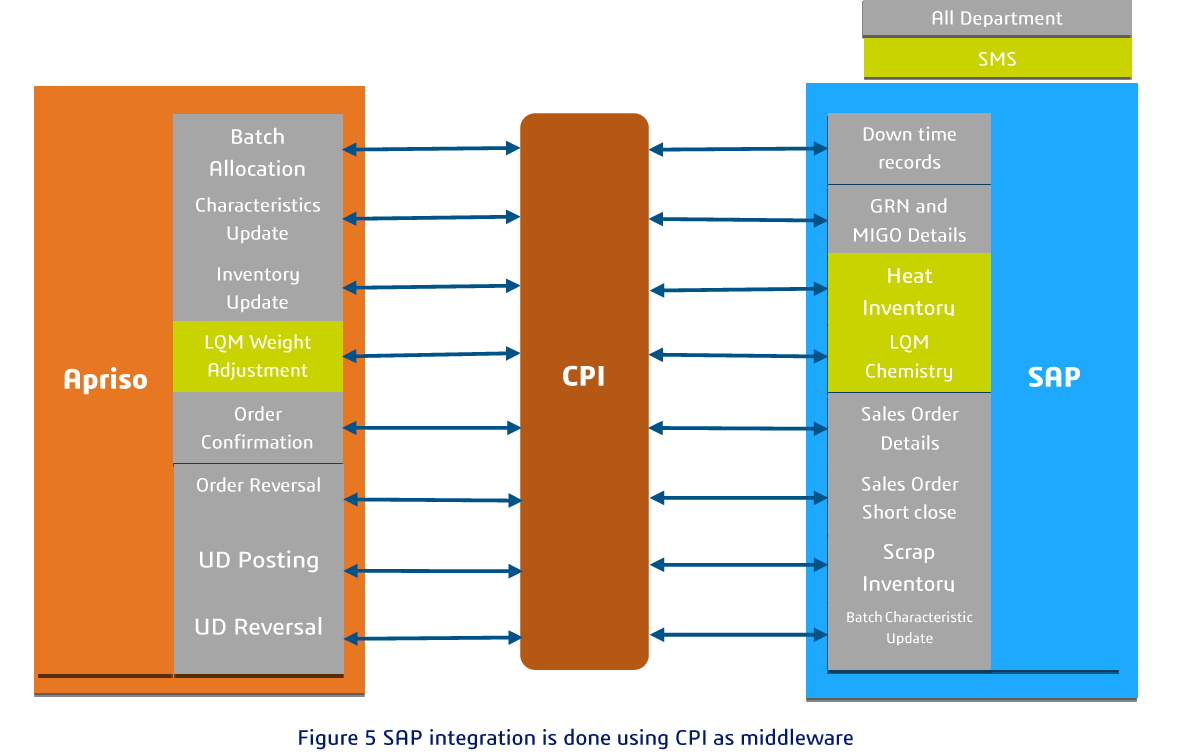 All Department
SMS
Apriso
Batch
Allocation
Characteristics
Update
Inventory
Update
LQM Weight
Adjustment
Order
Confirmation
Order Reversal
UD Posting
UD Reversal
CPI
Down time
records
GRN and
MIGO Details
Heat
Inventory
LQM
Chemistry
Sales Order
Details
Sales Order
Short close
Scrap
Inventory
Batch Characteristic
Update
SAP
Figure 5 SAP integration is done using CPI as middleware